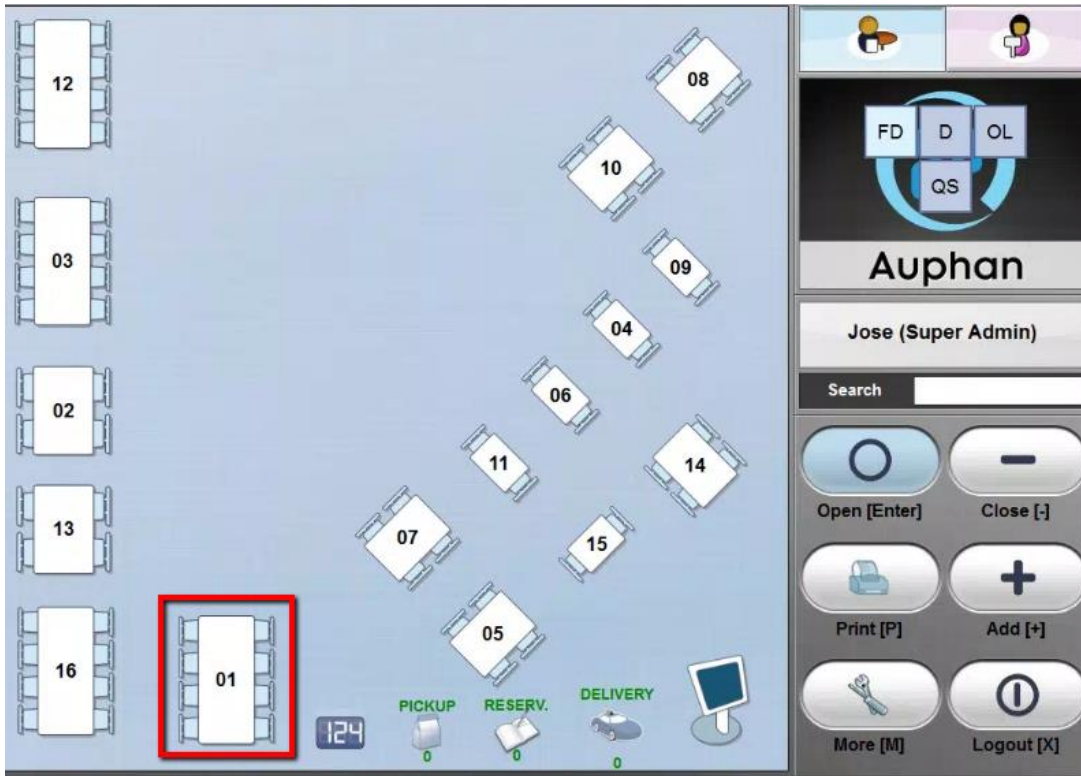 12
08
10
03
09
04
02
06
11
14
13
07
15
05
16
01
124
PICKUP
0
RESERV.
0
DELIVERY
0
FD D OL
QS
Auphan
Jose (Super Admin)
Search
Open [Enter] Close [-]
Print [P] Add [+]
More [M] Logout [X]